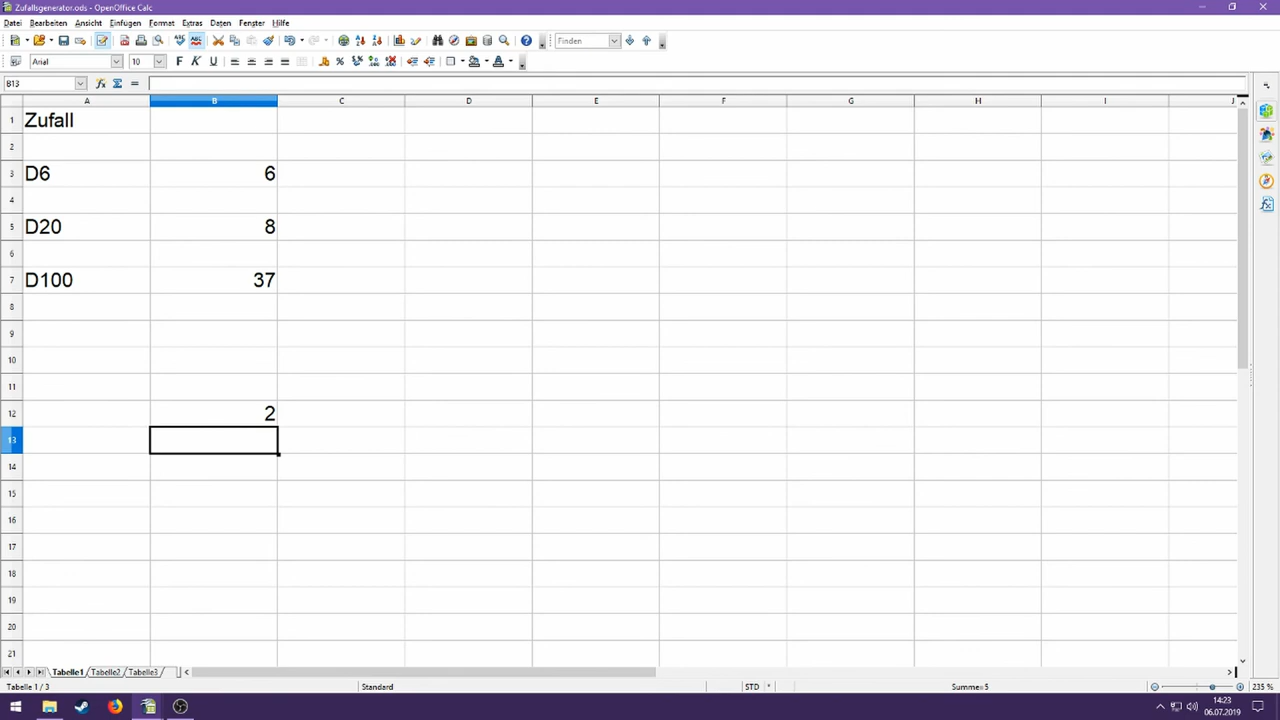 Zufallsgenerator.ods - OpenOffice Calc
Datei Bearbeiten Ansicht Einfügen Format Extras Daten Fenster Hilfe
Finden
Arial 10 F K U
B13
A B C D E F G H I J
1 Zufall
2
3 D6 6
4
5 D20 8
6
7 D100 37
8
9
10
11
12 2
13
14
15
16
17
18
19
20
21
Tabelle1 Tabelle2 Tabelle3
Tabelle 1 / 3 Standard STD * Summe=5 235 %
14:23
06.07.2019